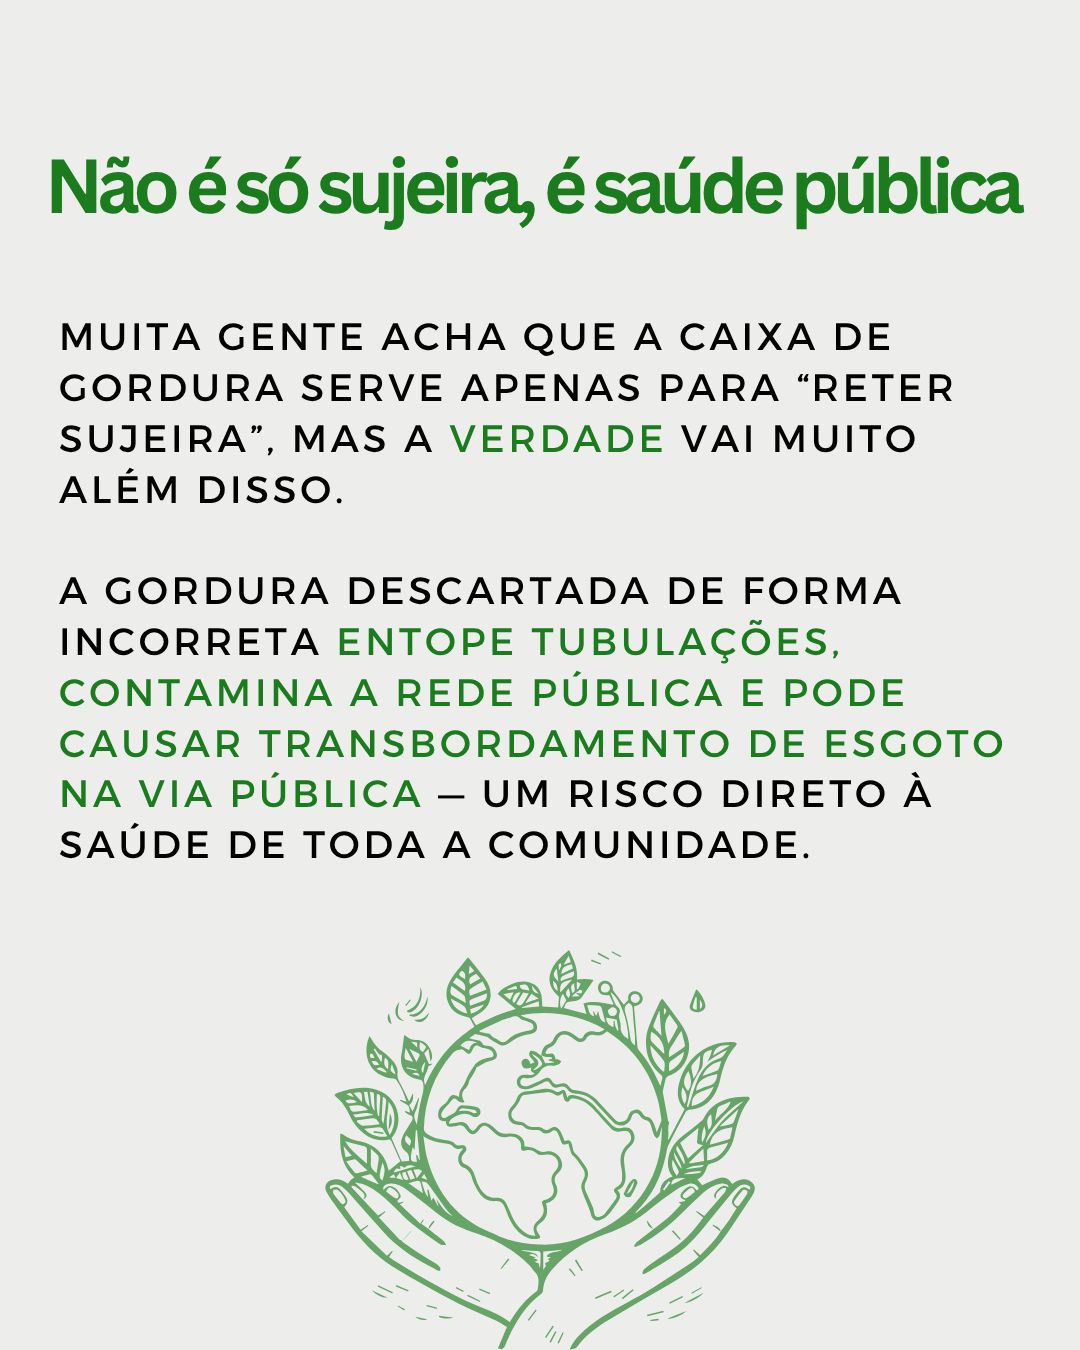 Não é só sujeira, é saúde pública
MUITA GENTE ACHA QUE A CAIXA DE
GORDURA SERVE APENAS PARA “RETER
SUJEIRA”, MAS A VERDADE VAI MUITO
ALÉM DISSO.
A GORDURA DESCARTADA DE FORMA
INCORRETA ENTOPE TUBULAÇÕES,
CONTAMINA A REDE PÚBLICA E PODE
CAUSAR TRANSBORDAMENTO DE ESGOTO
NA VIA PÚBLICA — UM RISCO DIRETO À
SAÚDE DE TODA A COMUNIDADE.